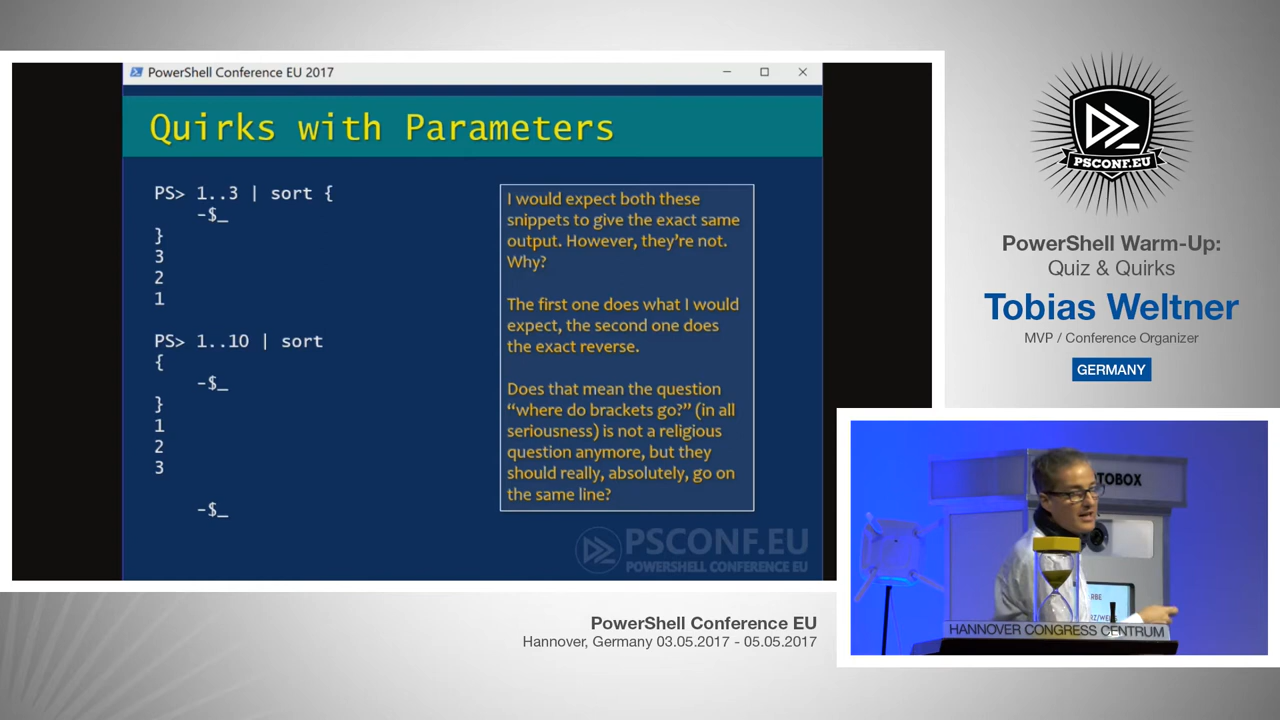 PowerShell Conference EU 2017
Quirks with Parameters
PS> 1..3 | sort {
-$_
}
3
2
1
PS> 1..10 | sort
{
-$_
}
1
2
3
-$_
I would expect both these
snippets to give the exact same
output. However, they're not.
Why?
The first one does what I would
expect, the second one does
the exact reverse.
Does that mean the question
“where do brackets go?” (in all
seriousness) is not a religious
question anymore, but they
should really, absolutely, go on
the same line?
PSCONF.EU
POWERSHELL CONFERENCE EU
PSCONF.EU
PowerShell Warm-Up:
Quiz & Quirks
Tobias Weltner
MVP / Conference Organizer
GERMANY
OTOBOX
RBE
HANNOVER CONGRESS CENTRUM
PowerShell Conference EU
Hannover, Germany 03.05.2017 - 05.05.2017